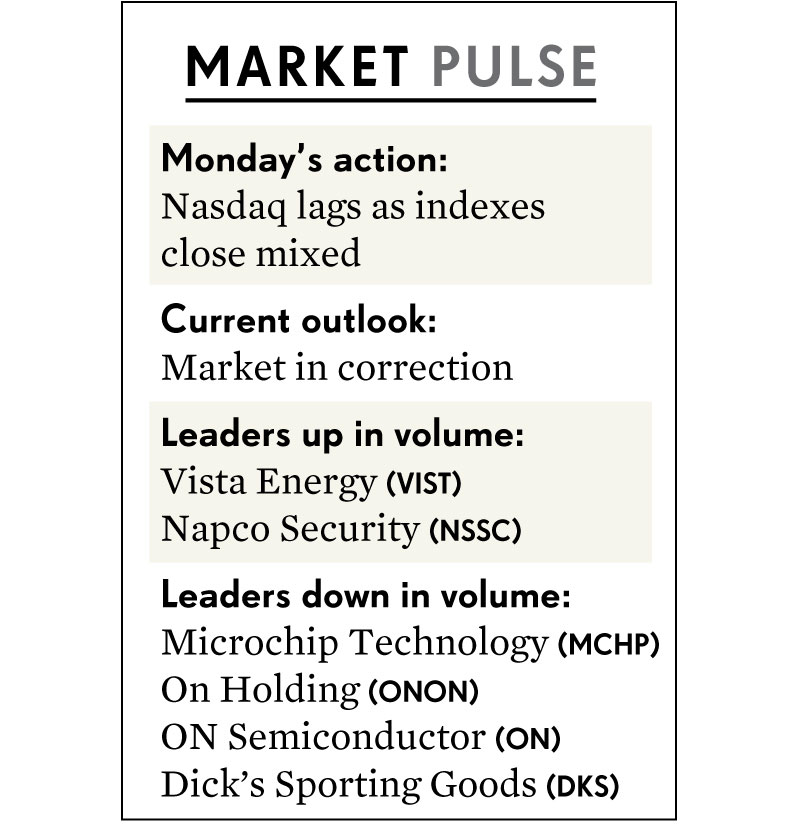 MARKET PULSE
Monday’s action:
Nasdaq lags as indexes
close mixed
Current outlook:
Market in correction
Leaders up in volume:
Vista Energy (VIST)
Napco Security (NSSC)
Leaders down in volume:
Microchip Technology (MCHP)
On Holding (ONON)
ON Semiconductor (ON)
Dick’s Sporting Goods (DKS)